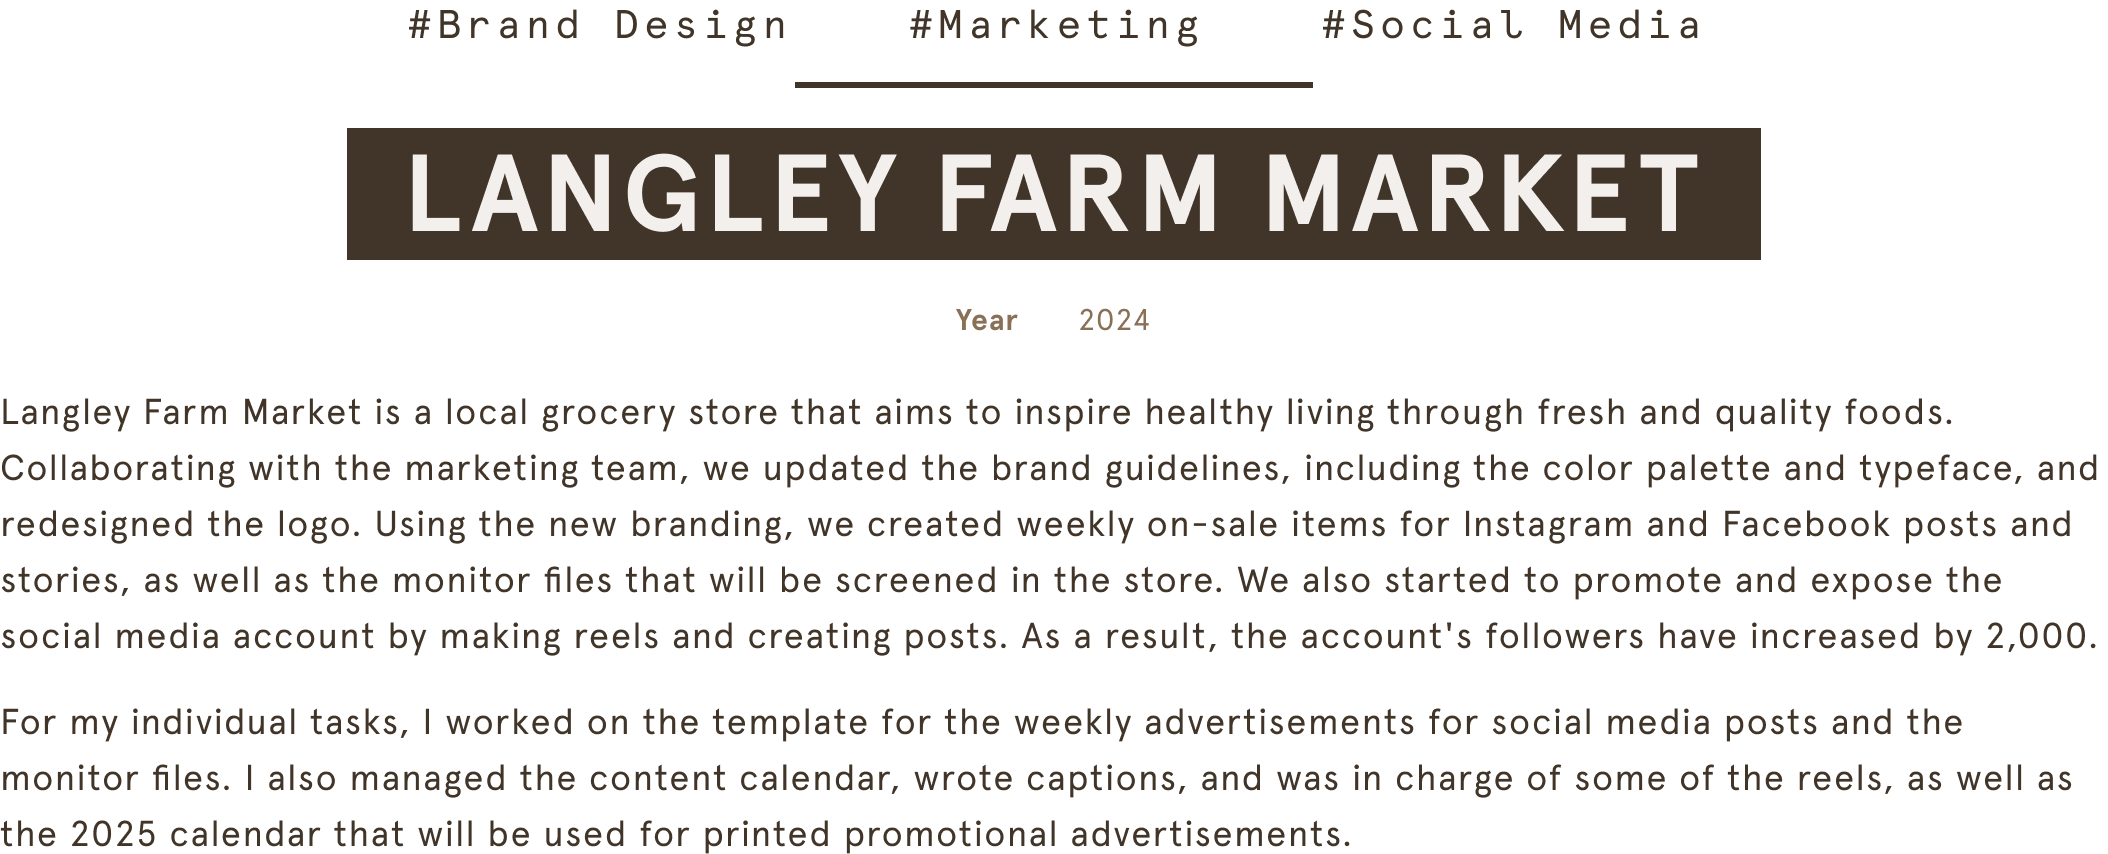 #Brand Design #Marketing #Social Media
LANGLEY FARM MARKET
Year 2024
Langley Farm Market is a local grocery store that aims to inspire healthy living through fresh and quality foods.
Collaborating with the marketing team, we updated the brand guidelines, including the color palette and typeface, and
redesigned the logo. Using the new branding, we created weekly on-sale items for Instagram and Facebook posts and
stories, as well as the monitor files that will be screened in the store. We also started to promote and expose the
social media account by making reels and creating posts. As a result, the account's followers have increased by 2,000.
For my individual tasks, I worked on the template for the weekly advertisements for social media posts and the
monitor files. I also managed the content calendar, wrote captions, and was in charge of some of the reels, as well as
the 2025 calendar that will be used for printed promotional advertisements.